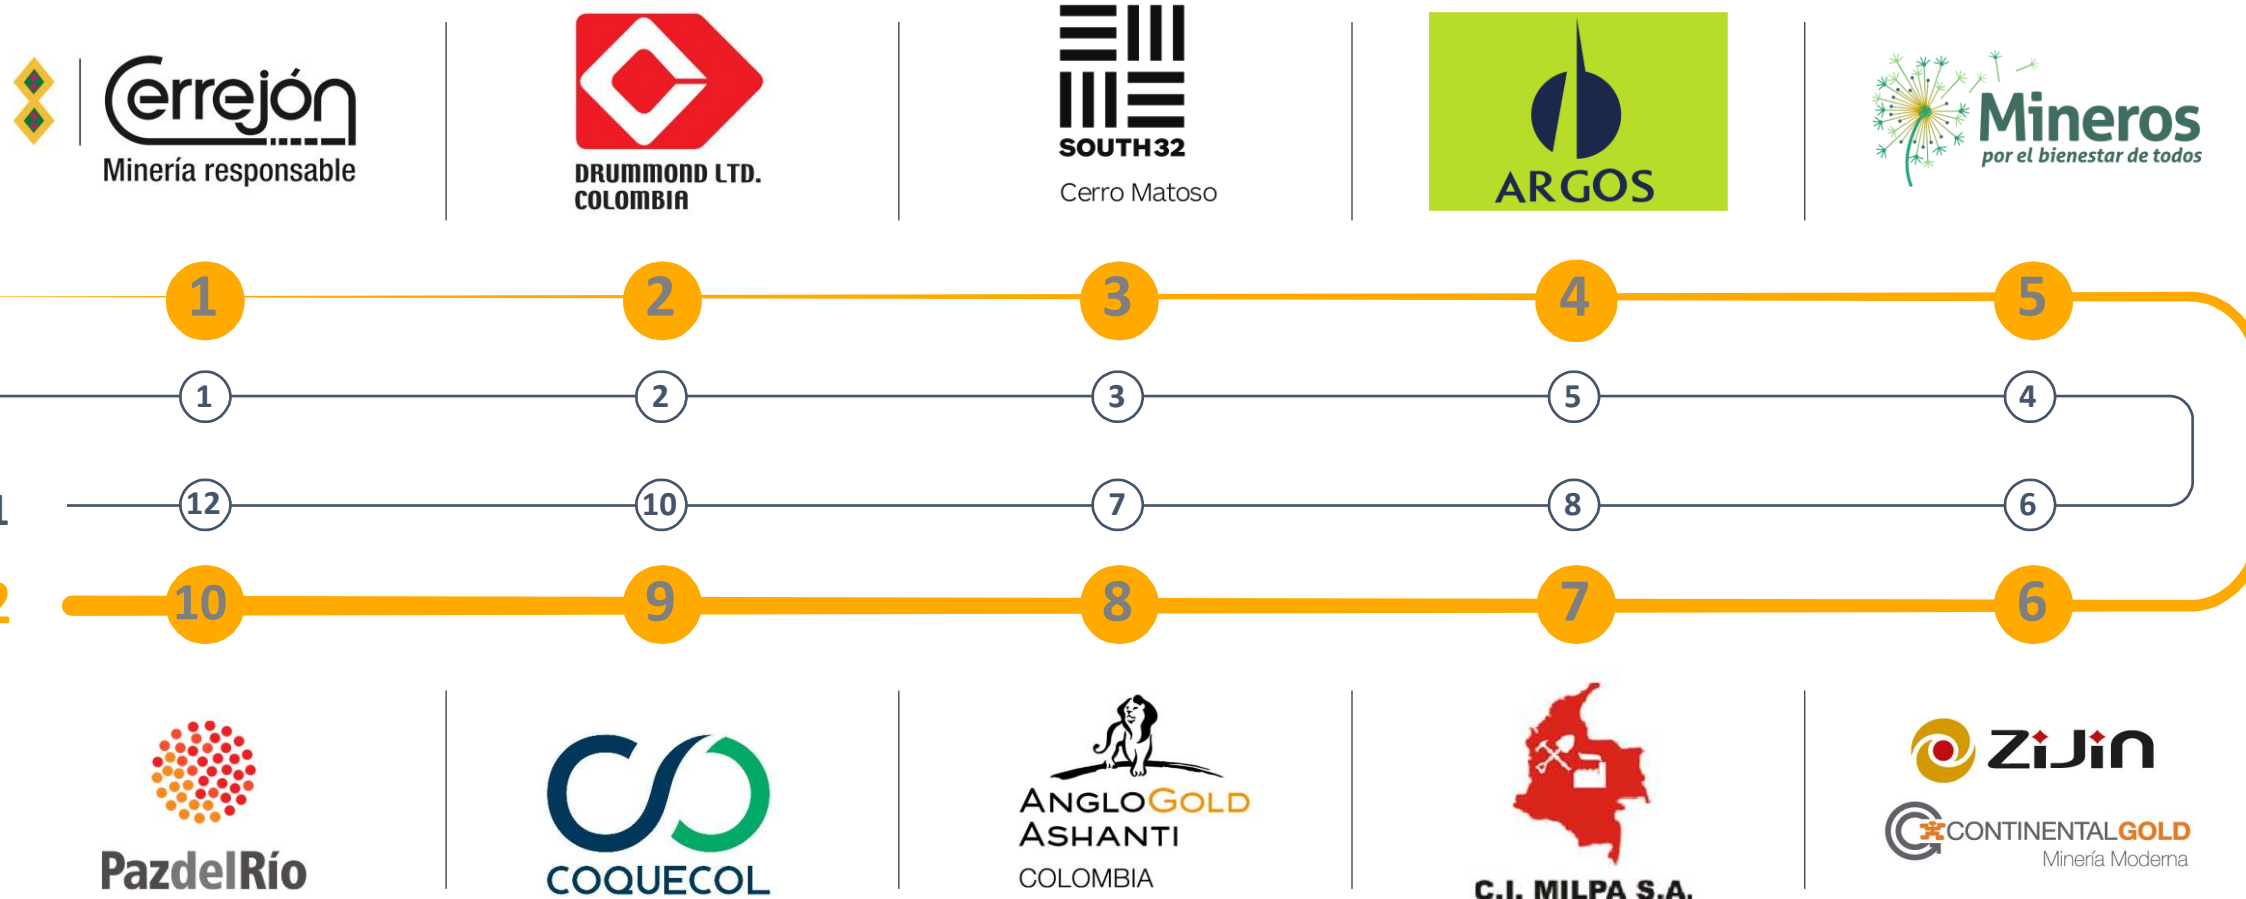 Cerrejón
Minería responsable
DRUMMOND LTD.
COLOMBIA
SOUTH32
Cerro Matoso
ARGOS
Mineros
por el bienestar de todos
1 2 3 4 5
1 2 3 5 4
1 12 10 7 8 6
2 10 9 8 7 6
PazdelRío
COQUECOL
ANGLOGOLD
ASHANTI
COLOMBIA
C.I. MILPA S.A.
ZiJin
CONTINENTALGOLD
Minería Moderna